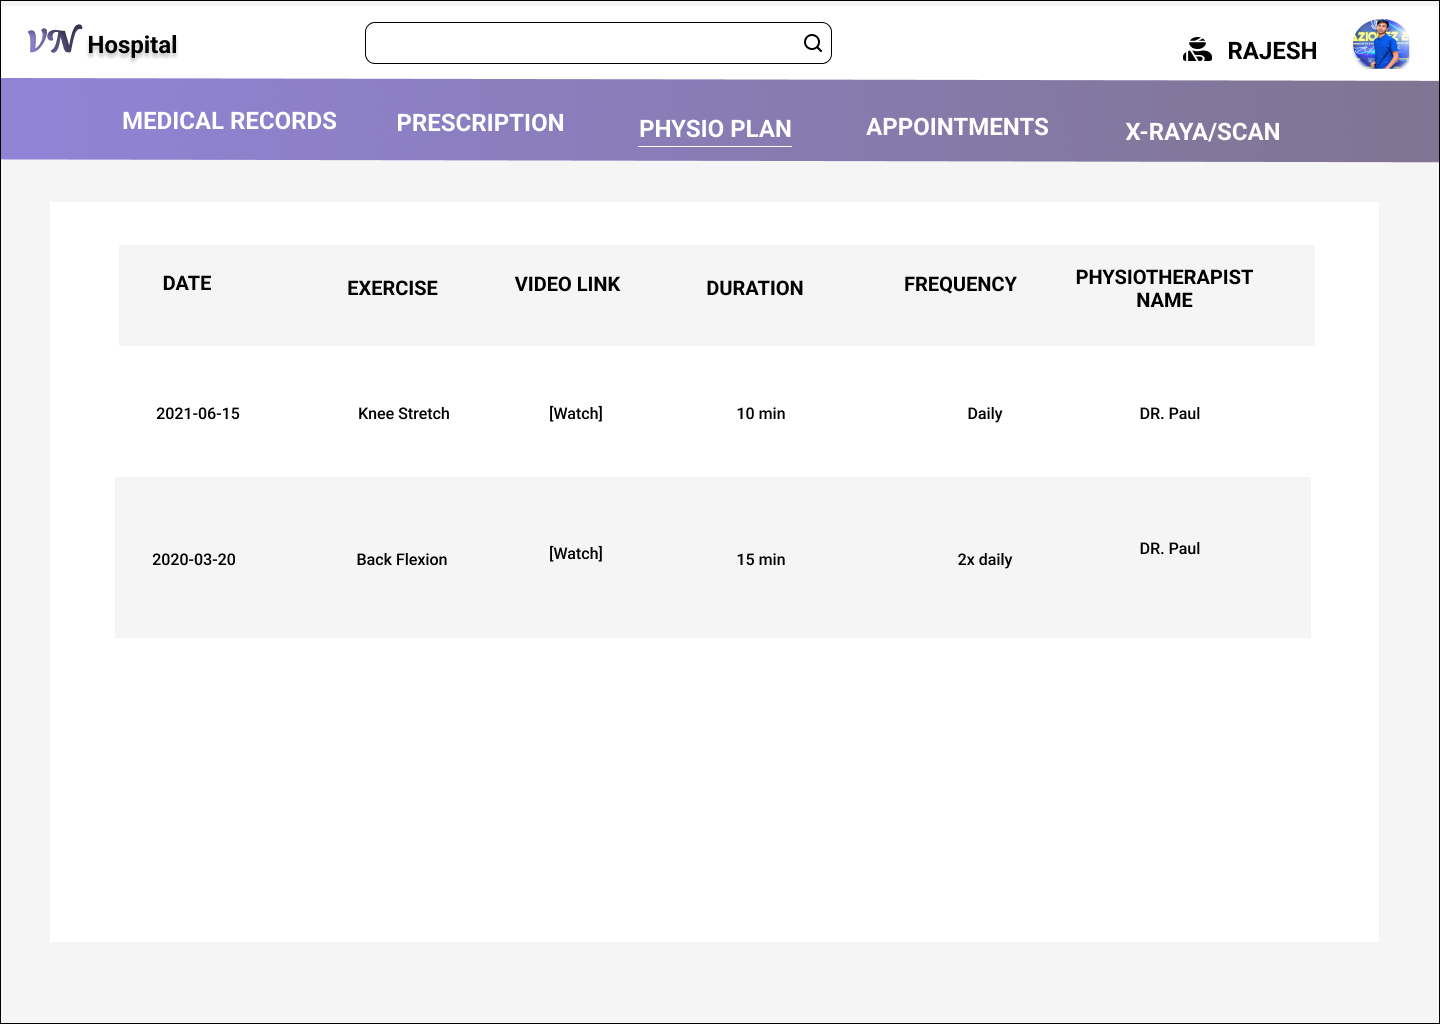 VN Hospital
RAJESH
MEDICAL RECORDS
PRESCRIPTION
PHYSIO PLAN
APPOINTMENTS
X-RAYA/SCAN
DATE
EXERCISE
VIDEO LINK
DURATION
FREQUENCY
PHYSIOTHERAPIST
NAME
2021-06-15
Knee Stretch
[Watch]
10 min
Daily
DR. Paul
2020-03-20
Back Flexion
[Watch]
15 min
2x daily
DR. Paul